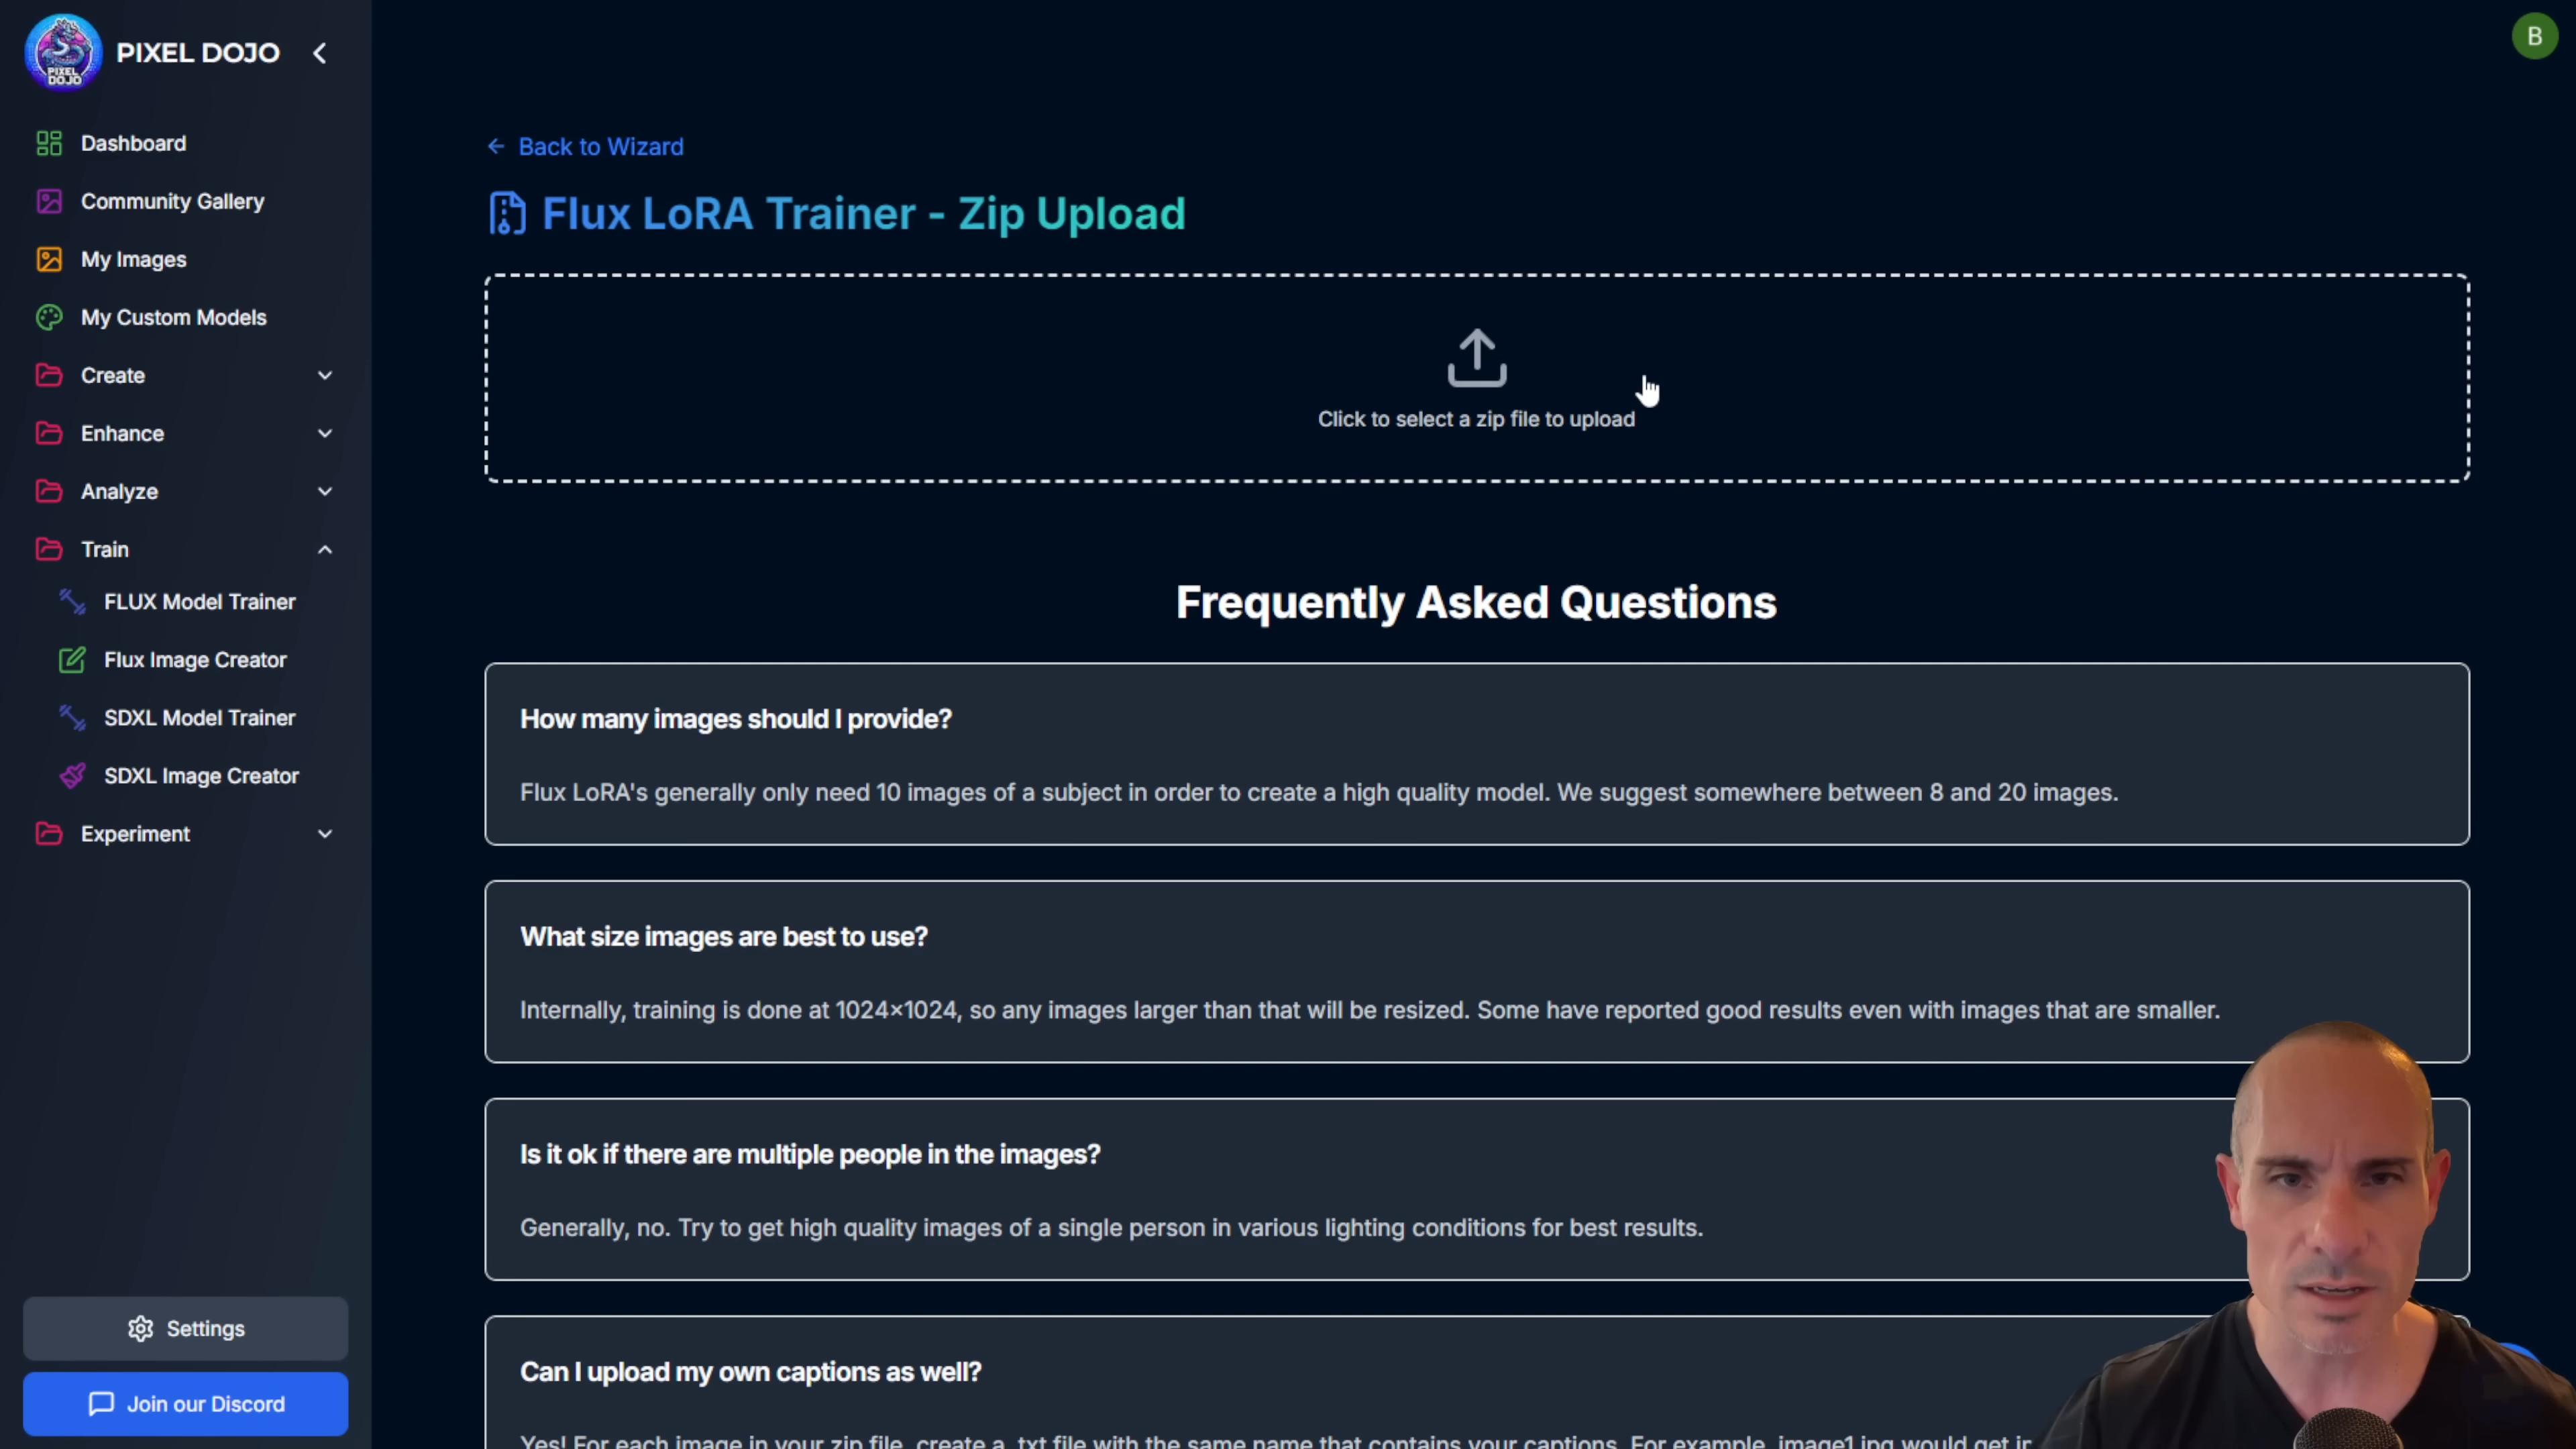 PIXEL DOJO
PIXEL
DOJO
Dashboard
Community Gallery
My Images
My Custom Models
Create
Enhance
Analyze
Train
FLUX Model Trainer
Flux Image Creator
SDXL Model Trainer
SDXL Image Creator
Experiment
Settings
Join our Discord
B
Back to Wizard
Flux LoRA Trainer - Zip Upload
Click to select a zip file to upload
Frequently Asked Questions
How many images should I provide?
Flux LoRA's generally only need 10 images of a subject in order to create a high quality model. We suggest somewhere between 8 and 20 images.
What size images are best to use?
Internally, training is done at 1024×1024, so any images larger than that will be resized. Some have reported good results even with images that are smaller.
Is it ok if there are multiple people in the images?
Generally, no. Try to get high quality images of a single person in various lighting conditions for best results.
Can I upload my own captions as well?
Yes! For each image in your zip file, create a .txt file with the same name that contains your captions. For example, image1.jpg would get